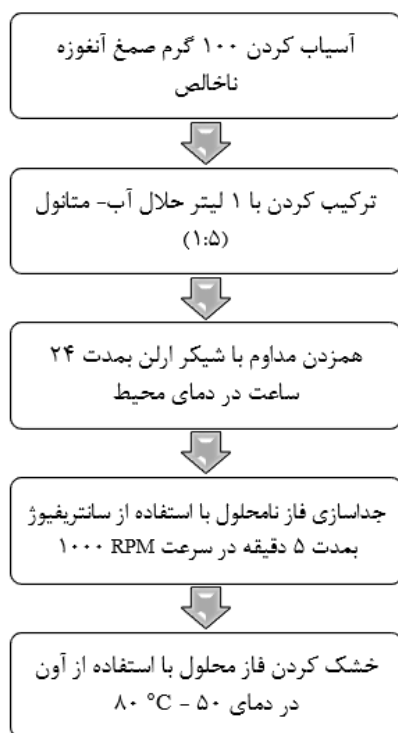 آسیاب کردن ۱۰۰ گرم صمغ آنغوزه
ناخالص
ترکیب کردن با ۱ لیتر حلال آب- متانول
(۱:۵)
همزدن مداوم با شیکر ارلن بمدت ۲۴
ساعت در دمای محیط
جداسازی فاز نامحلول با استفاده از سانتریفیوژ
بمدت ۵ دقیقه در سرعت ۱۰۰۰ RPM
خشک کردن فاز محلول با استفاده از آون
در دمای ۵۰ - ۸۰ °C